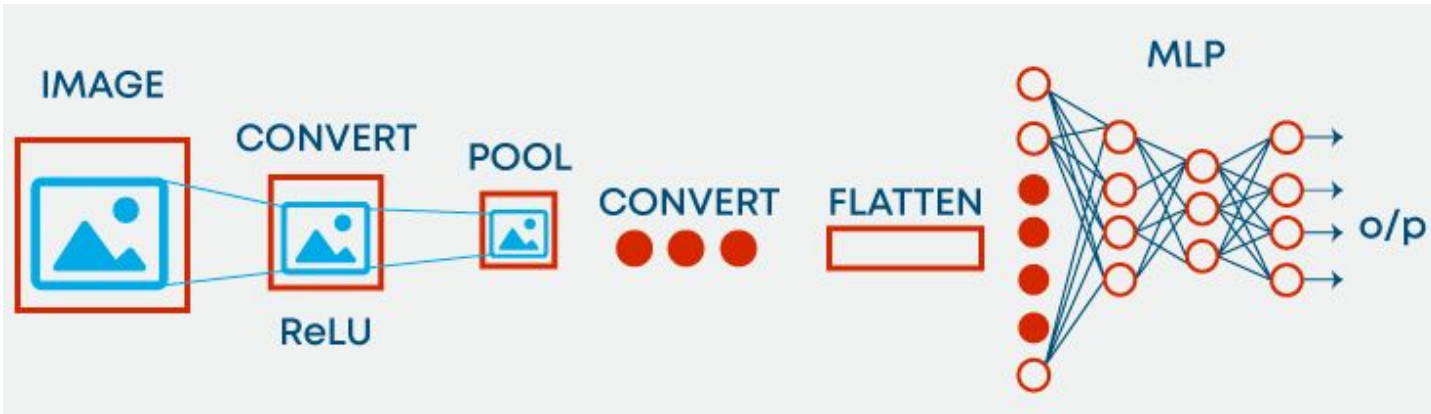 IMAGE
CONVERT
ReLU
POOL
CONVERT
FLATTEN
MLP
o/p